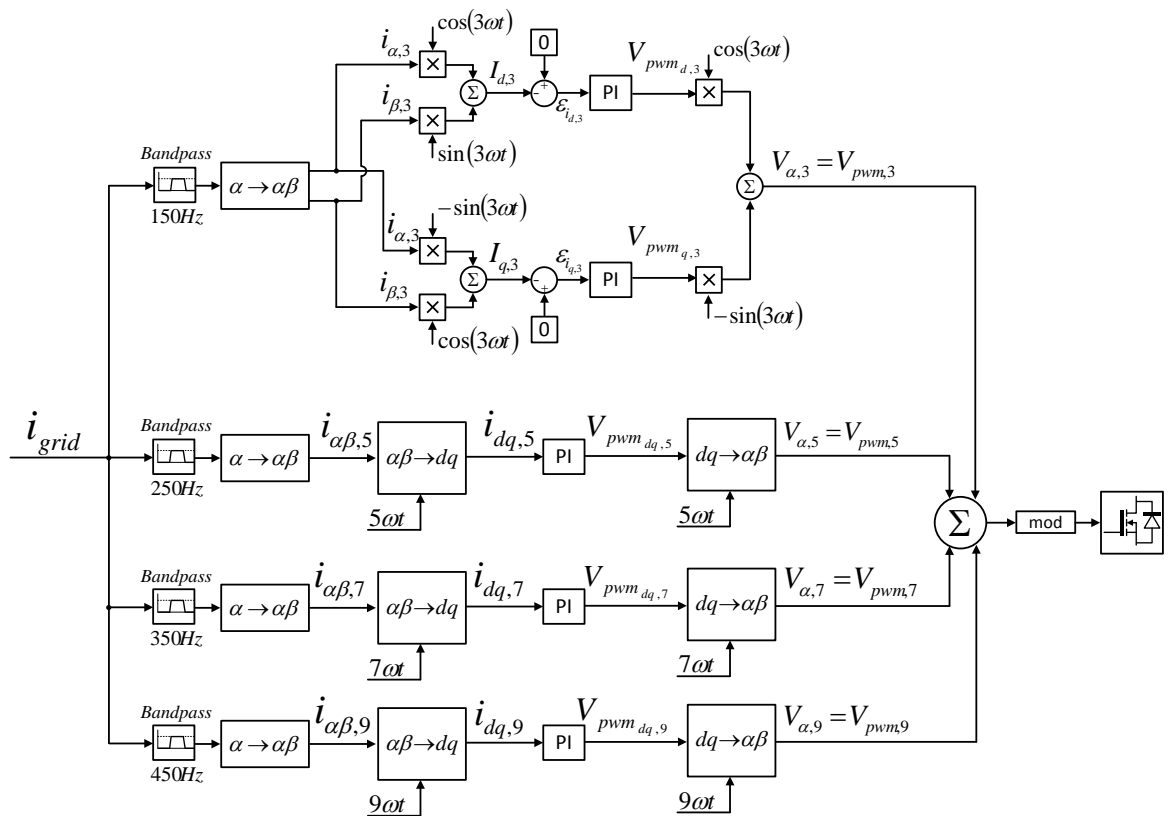 cos(3ωt)
i_{α,3}
×
Σ
I_{d,3}
0
- +
ε_{i_{d,3}}
PI
V_{pwm_{d,3}}
cos(3ωt)
×
i_{β,3}
×
sin(3ωt)
Bandpass
150Hz
α→αβ
V_{α,3}=V_{pwm,3}
Σ
-sin(3ωt)
i_{α,3}
×
Σ
I_{q,3}
- +
0
ε_{i_{q,3}}
PI
V_{pwm_{q,3}}
×
-sin(3ωt)
i_{β,3}
×
cos(3ωt)
i_{grid}
Bandpass
250Hz
α→αβ
i_{αβ,5}
αβ→dq
5ωt
i_{dq,5}
PI
V_{pwm_{dq,5}}
dq→αβ
5ωt
V_{α,5}=V_{pwm,5}
Σ
mod
Bandpass
350Hz
α→αβ
i_{αβ,7}
αβ→dq
7ωt
i_{dq,7}
PI
V_{pwm_{dq,7}}
dq→αβ
7ωt
V_{α,7}=V_{pwm,7}
Bandpass
450Hz
α→αβ
i_{αβ,9}
αβ→dq
9ωt
i_{dq,9}
PI
V_{pwm_{dq,9}}
dq→αβ
9ωt
V_{α,9}=V_{pwm,9}